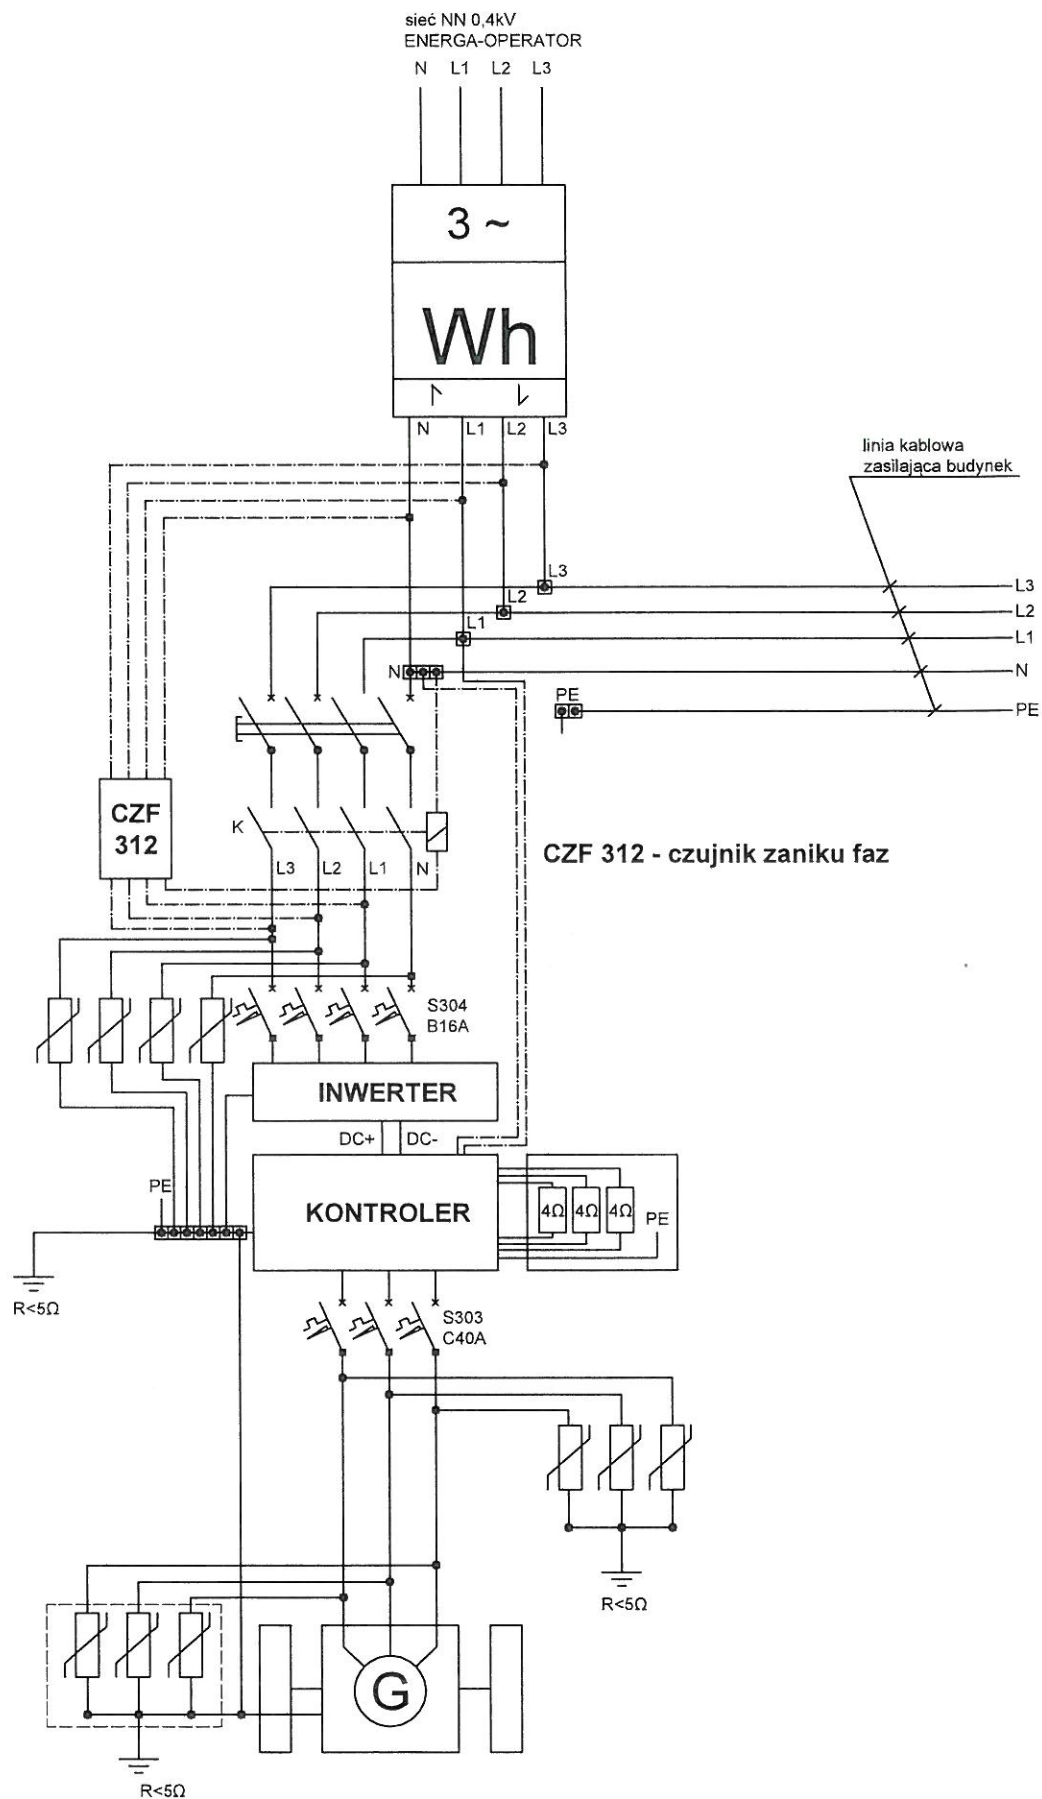 sieć NN 0,4kV
ENERGA-OPERATOR
N L1 L2 L3
3 ~
Wh
N L1 L2 L3
linia kablowa
zasilająca budynek
L3
L3
L2
L2
L1
L1
N
N
PE
PE
CZF
312
K
CZF 312 - czujnik zaniku faz
L3 L2 L1 N
S304
B16A
INWERTER
DC+ DC-
PE
KONTROLER
4Ω 4Ω 4Ω
PE
R<5Ω
S303
C40A
R<5Ω
G
R<5Ω